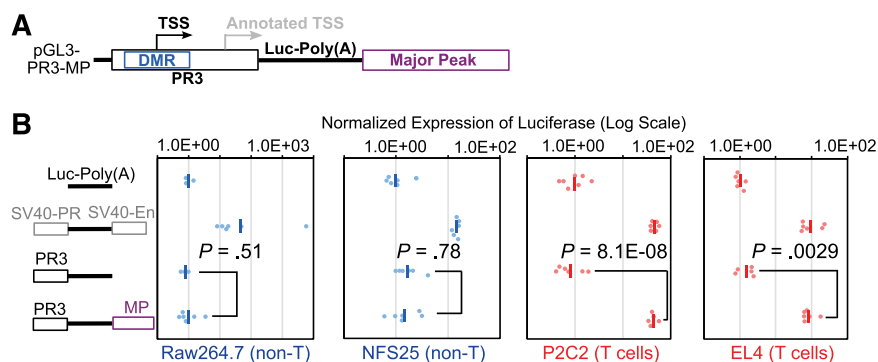 A
TSS
Annotated TSS
pGL3-
PR3-MP
DMR
PR3
Luc-Poly(A)
Major Peak
B
Normalized Expression of Luciferase (Log Scale)
1.0E+00 1.0E+03 1.0E+00 1.0E+02 1.0E+00 1.0E+02 1.0E+00 1.0E+02
Luc-Poly(A)
SV40-PR SV40-En
PR3
PR3 MP
P = .51
P = .78
P = 8.1E-08
P = .0029
Raw264.7 (non-T) NFS25 (non-T) P2C2 (T cells) EL4 (T cells)